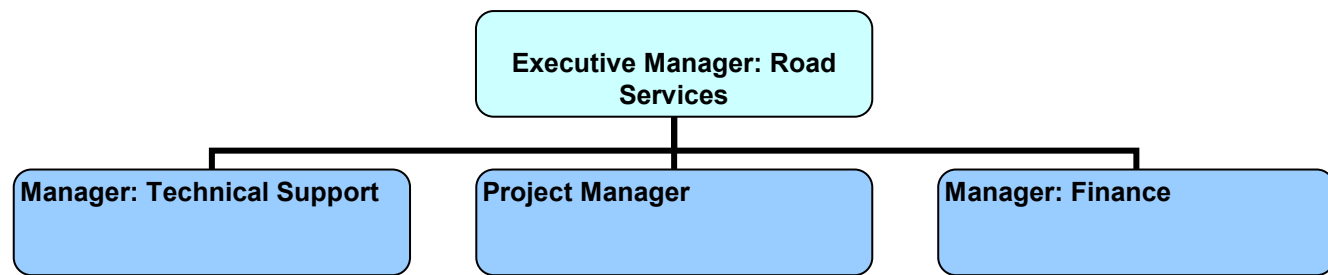 Executive Manager: Road
Services
Manager: Technical Support
Project Manager
Manager: Finance